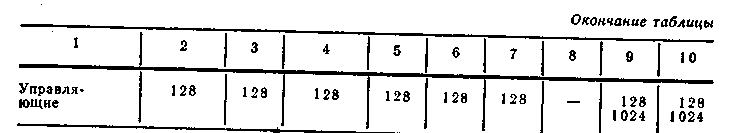 Окончание таблицы
1 2 3 4 5 6 7 8 9 10
Управля- 128 128 128 128 128 128 — 128 128
ющие 1024 1024